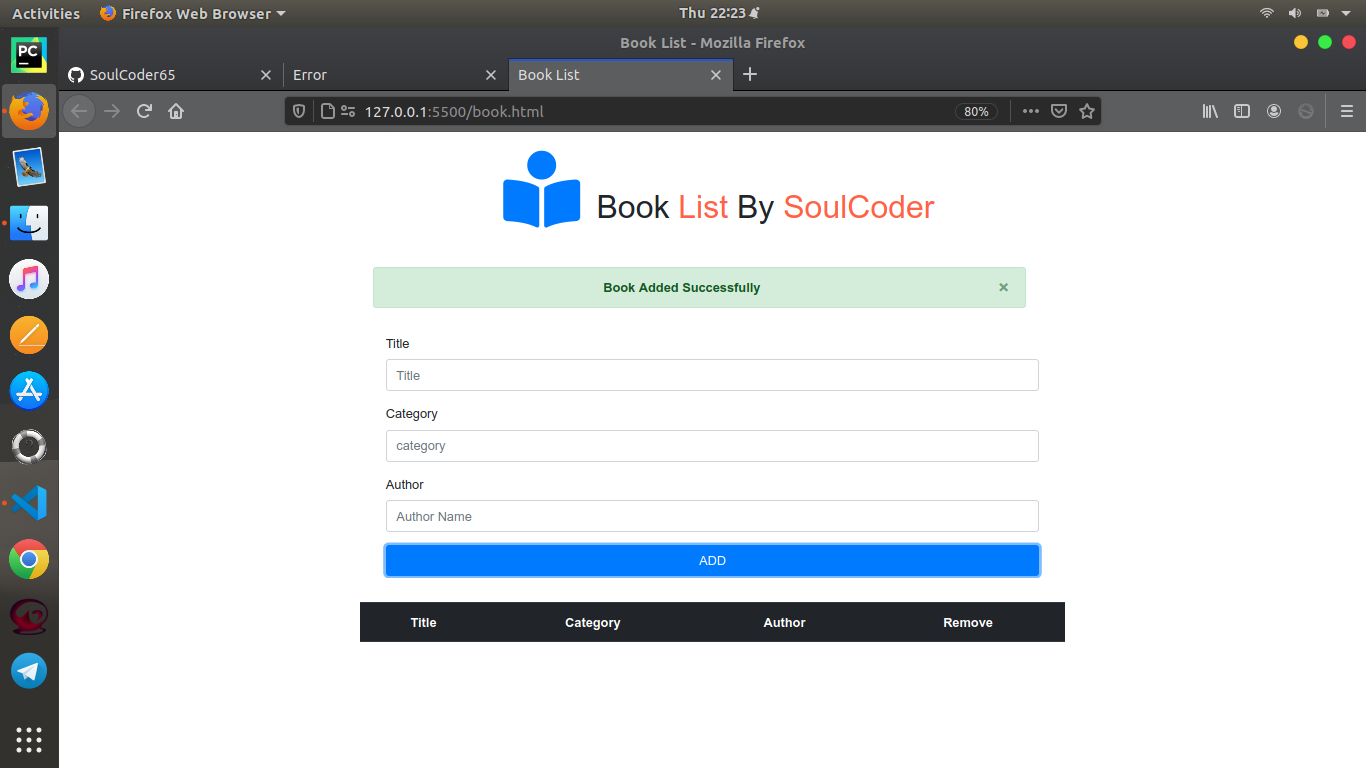 Activities Firefox Web Browser Thu 22:23
Book List - Mozilla Firefox
SoulCoder65 Error Book List
127.0.0.1:5500/book.html 80%
Book List By SoulCoder
Book Added Successfully ×
Title
Title
Category
category
Author
Author Name
ADD
Title Category Author Remove
PC